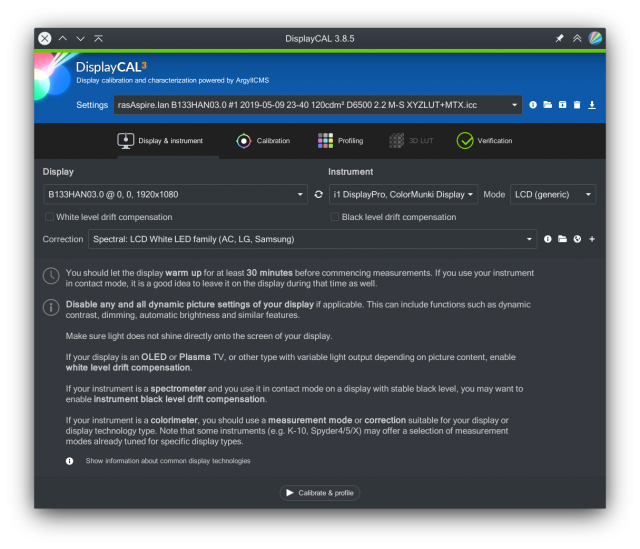 DisplayCAL 3.8.5
DisplayCAL3
Display calibration and characterization powered by ArgyllCMS
Settings rasAspire.lan B133HAN03.0 #1 2019-05-09 23-40 120cdm² D6500 2.2 M-S XYZLUT+MTX.icc
Display & instrument Calibration Profiling 3D LUT Verification
Display Instrument
B133HAN03.0 @ 0, 0, 1920x1080 i1 DisplayPro, ColorMunki Display Mode LCD (generic)
White level drift compensation Black level drift compensation
Correction Spectral: LCD White LED family (AC, LG, Samsung)
You should let the display warm up for at least 30 minutes before commencing measurements. If you use your instrument
in contact mode, it is a good idea to leave it on the display during that time as well.
Disable any and all dynamic picture settings of your display if applicable. This can include functions such as dynamic
contrast, dimming, automatic brightness and similar features.
Make sure light does not shine directly onto the screen of your display.
If your display is an OLED or Plasma TV, or other type with variable light output depending on picture content, enable
white level drift compensation.
If your instrument is a spectrometer and you use it in contact mode on a display with stable black level, you may want to
enable instrument black level drift compensation.
If your instrument is a colorimeter, you should use a measurement mode or correction suitable for your display or
display technology type. Note that some instruments (e.g. K-10, Spyder4/5/X) may offer a selection of measurement
modes already tuned for specific display types.
Show information about common display technologies
Calibrate & profile